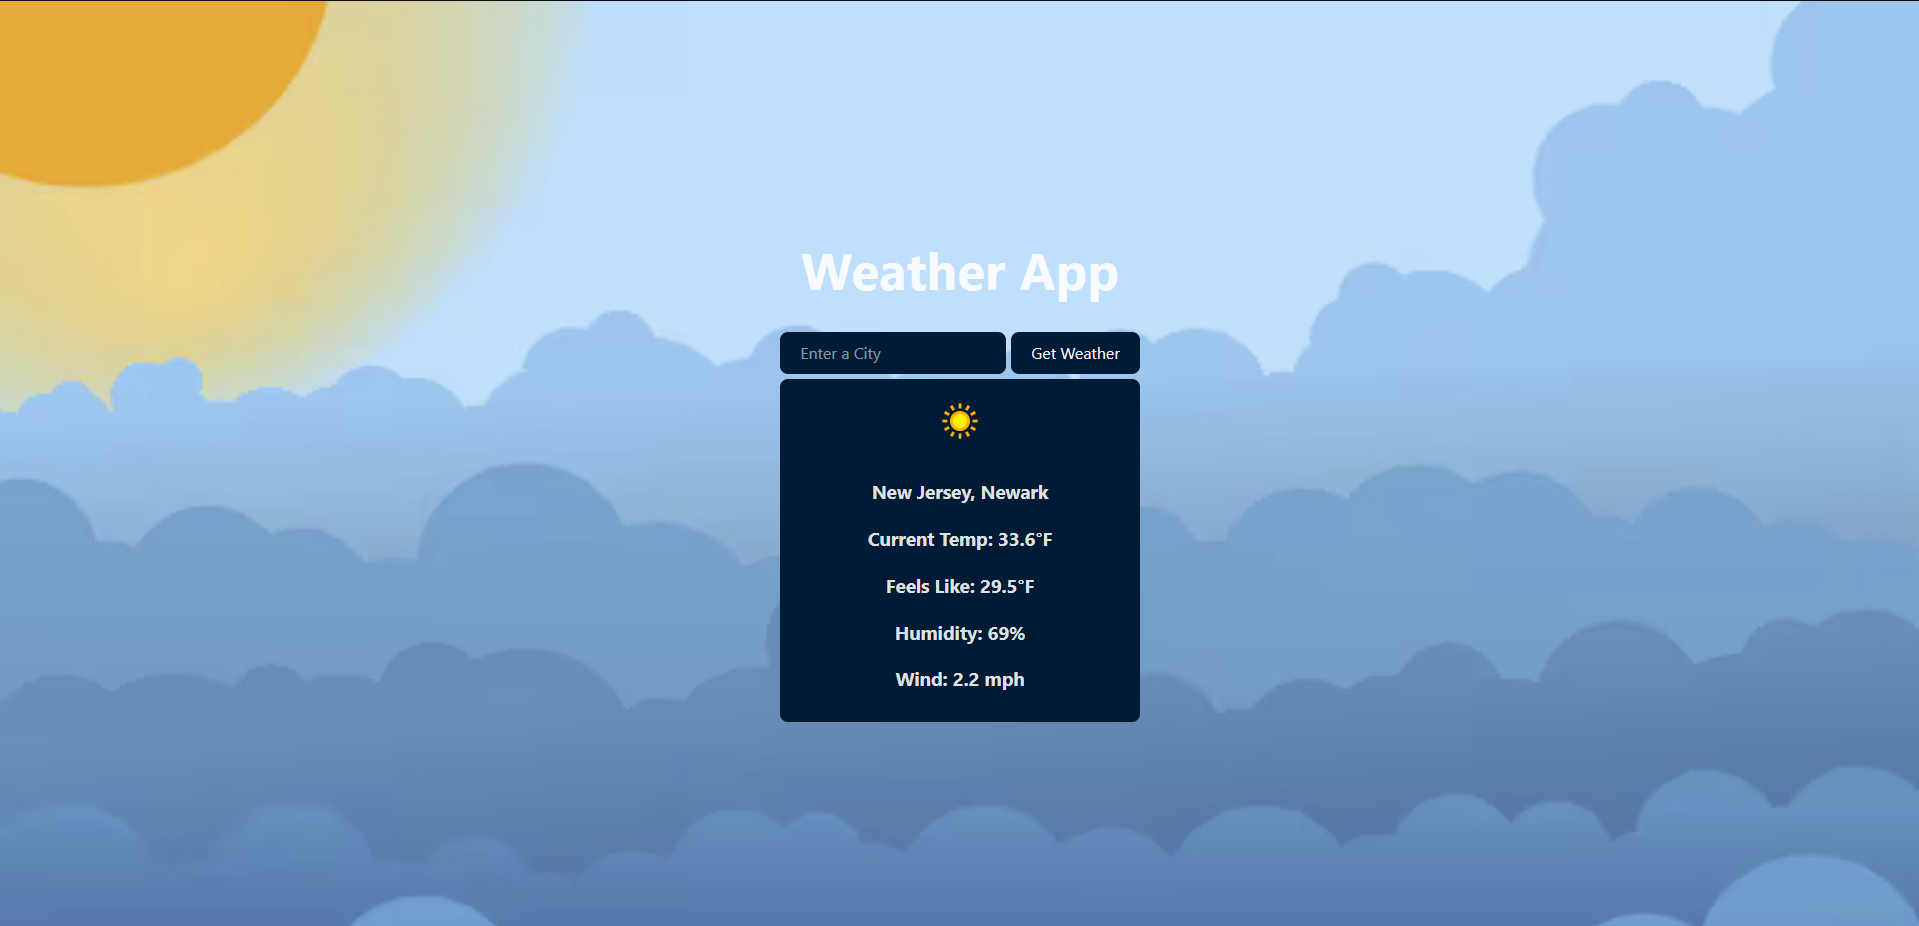 Weather App
Enter a City
Get Weather
New Jersey, Newark
Current Temp: 33.6°F
Feels Like: 29.5°F
Humidity: 69%
Wind: 2.2 mph